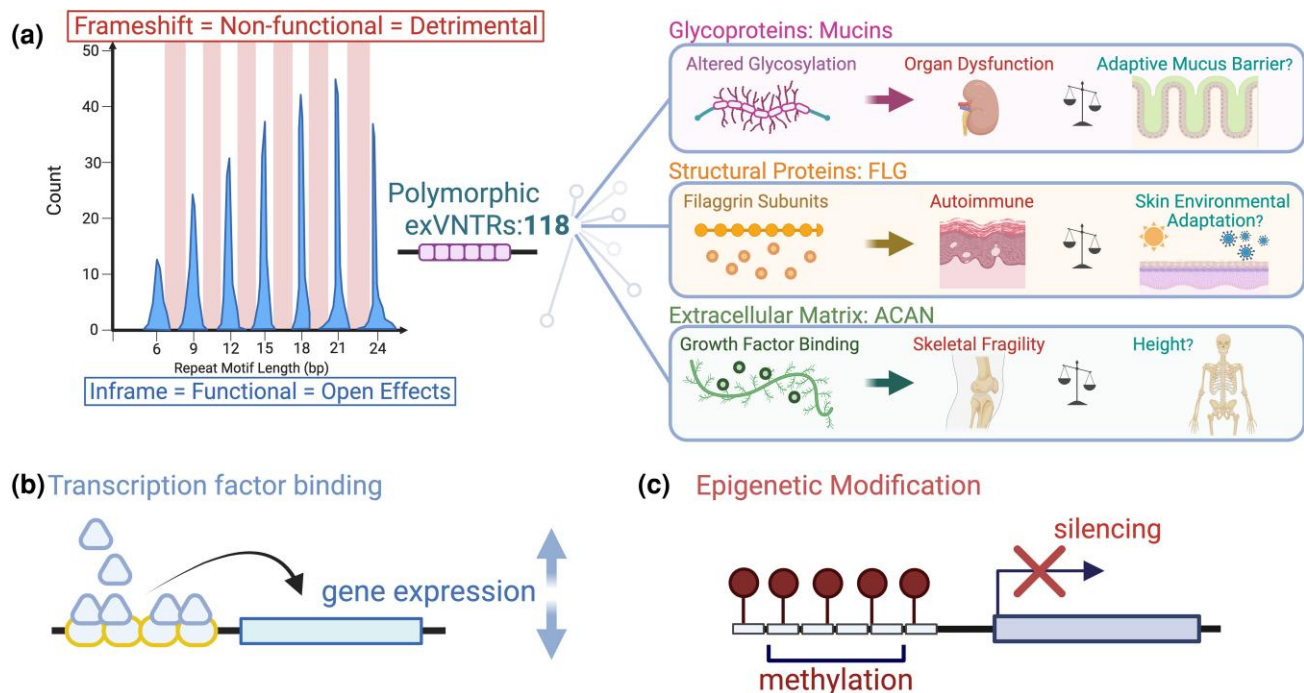 (a)
Frameshift = Non-functional = Detrimental
50
40
30
20
10
0
Count
6 9 12 15 18 21 24
Repeat Motif Length (bp)
Inframe = Functional = Open Effects
Polymorphic
exVNTRs:118
Glycoproteins: Mucins
Altered Glycosylation
Organ Dysfunction
Adaptive Mucus Barrier?
Structural Proteins: FLG
Filaggrin Subunits
Autoimmune
Skin Environmental
Adaptation?
Extracellular Matrix: ACAN
Growth Factor Binding
Skeletal Fragility
Height?
(b) Transcription factor binding
gene expression
(c) Epigenetic Modification
silencing
methylation